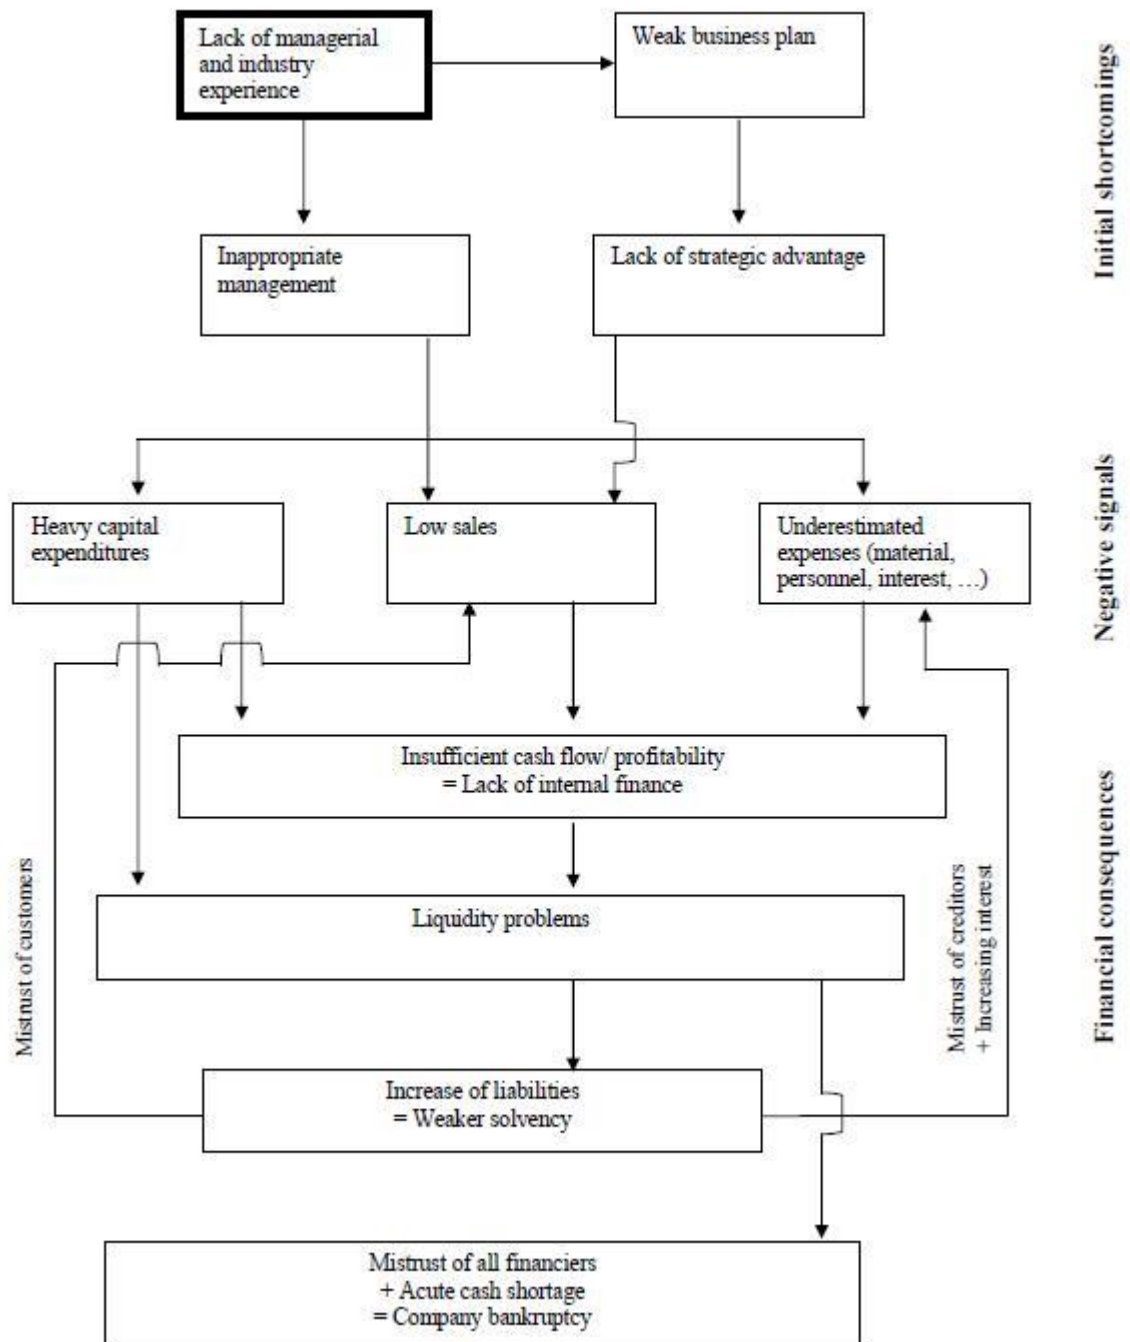 Lack of managerial
and industry
experience
Weak business plan
Initial shortcomings
Inappropriate
management
Lack of strategic advantage
Heavy capital
expenditures
Low sales
Underestimated
expenses (material,
personnel, interest, …)
Negative signals
Insufficient cash flow/ profitability
= Lack of internal finance
Mistrust of customers
Liquidity problems
Mistrust of creditors
+ Increasing interest
Financial consequences
Increase of liabilities
= Weaker solvency
Mistrust of all financiers
+ Acute cash shortage
= Company bankruptcy